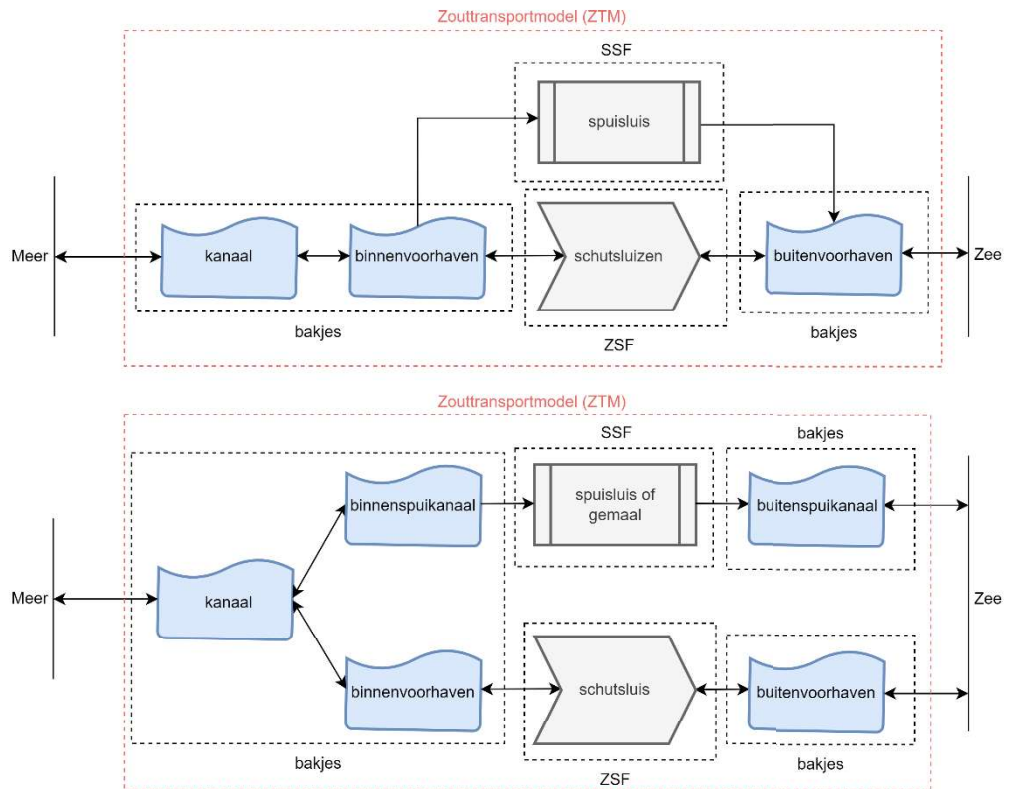 Zouttransportmodel (ZTM)
SSF
spuisluis
Meer
kanaal
binnenvoorhaven
schutsluizen
buitenvoorhaven
Zee
bakjes
bakjes
ZSF
Zouttransportmodel (ZTM)
SSF
bakjes
binnenspuikanaal
spuisluis of
gemaal
buitenspuikanaal
Meer
kanaal
Zee
binnenvoorhaven
schutsluis
buitenvoorhaven
bakjes
ZSF
bakjes